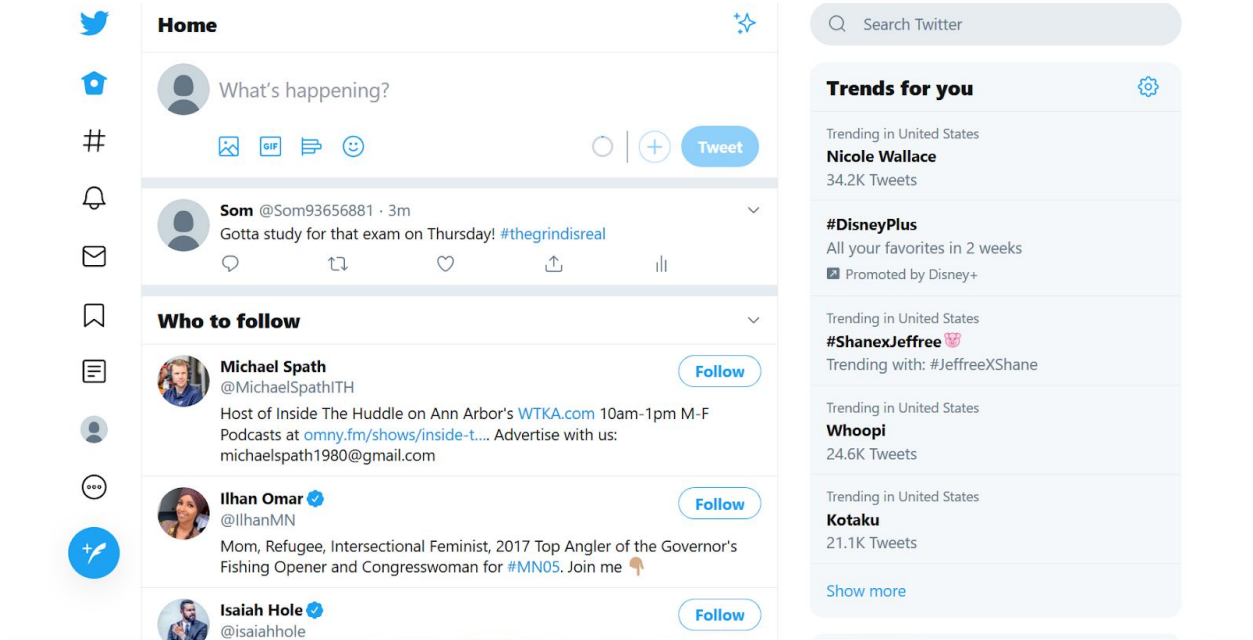 Home
What's happening?
GIF
Tweet
Som @Som93656881 · 3m
Gotta study for that exam on Thursday! #thegrindisreal
Who to follow
Michael Spath
@MichaelSpathITH
Follow
Host of Inside The Huddle on Ann Arbor's WTKA.com 10am-1pm M-F
Podcasts at omny.fm/shows/inside-t.... Advertise with us:
michaelspath1980@gmail.com
Ilhan Omar
@IlhanMN
Follow
Mom, Refugee, Intersectional Feminist, 2017 Top Angler of the Governor's
Fishing Opener and Congresswoman for #MN05. Join me 👇🏽
Isaiah Hole
@isaiahhole
Follow
Search Twitter
Trends for you
Trending in United States
Nicole Wallace
34.2K Tweets
#DisneyPlus
All your favorites in 2 weeks
Promoted by Disney+
Trending in United States
#ShanexJeffree🐷
Trending with: #JeffreeXShane
Trending in United States
Whoopi
24.6K Tweets
Trending in United States
Kotaku
21.1K Tweets
Show more